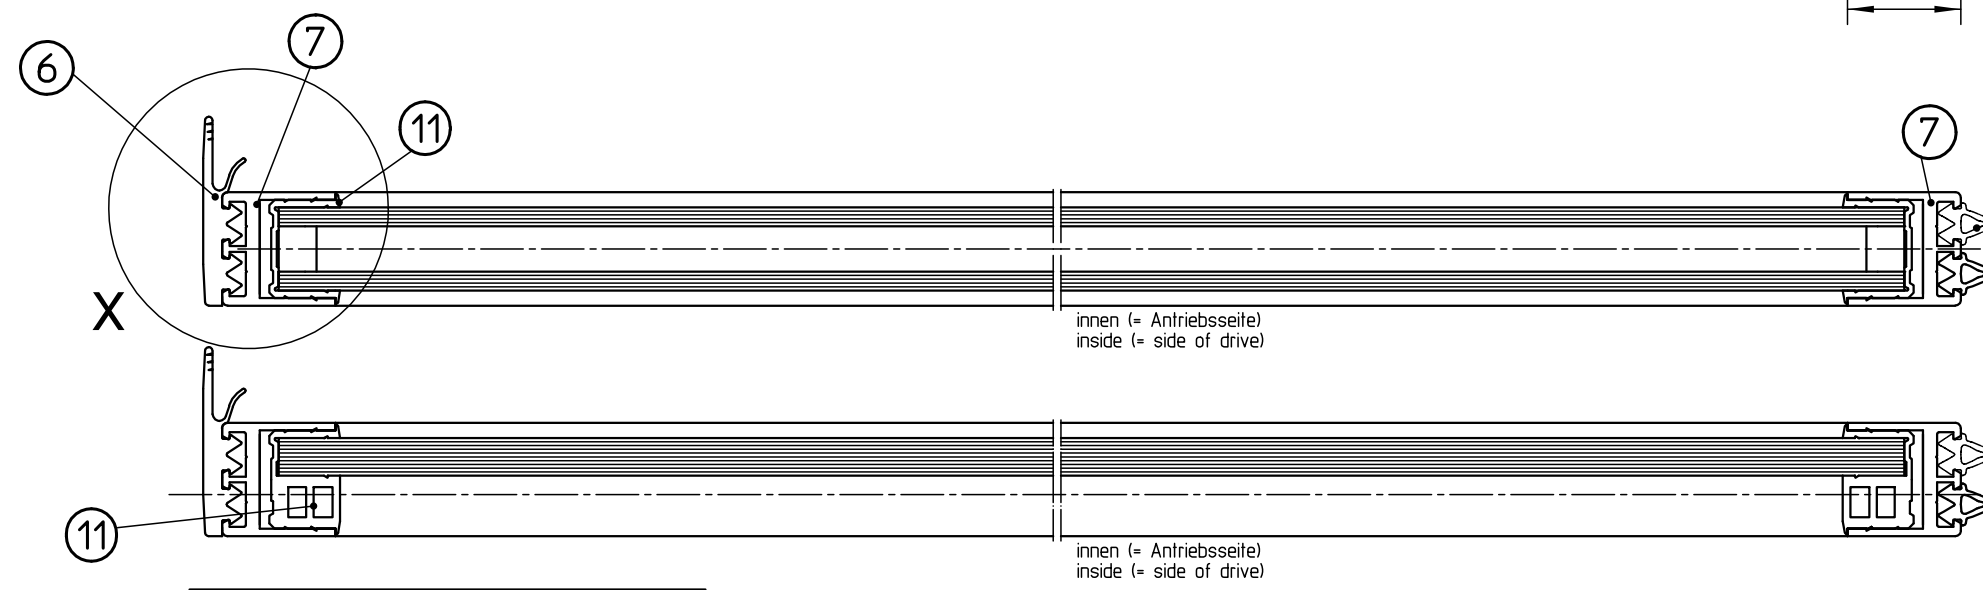 7
6
11
7
X
innen (= Antriebsseite)
inside (= side of drive)
11
innen (= Antriebsseite)
inside (= side of drive)